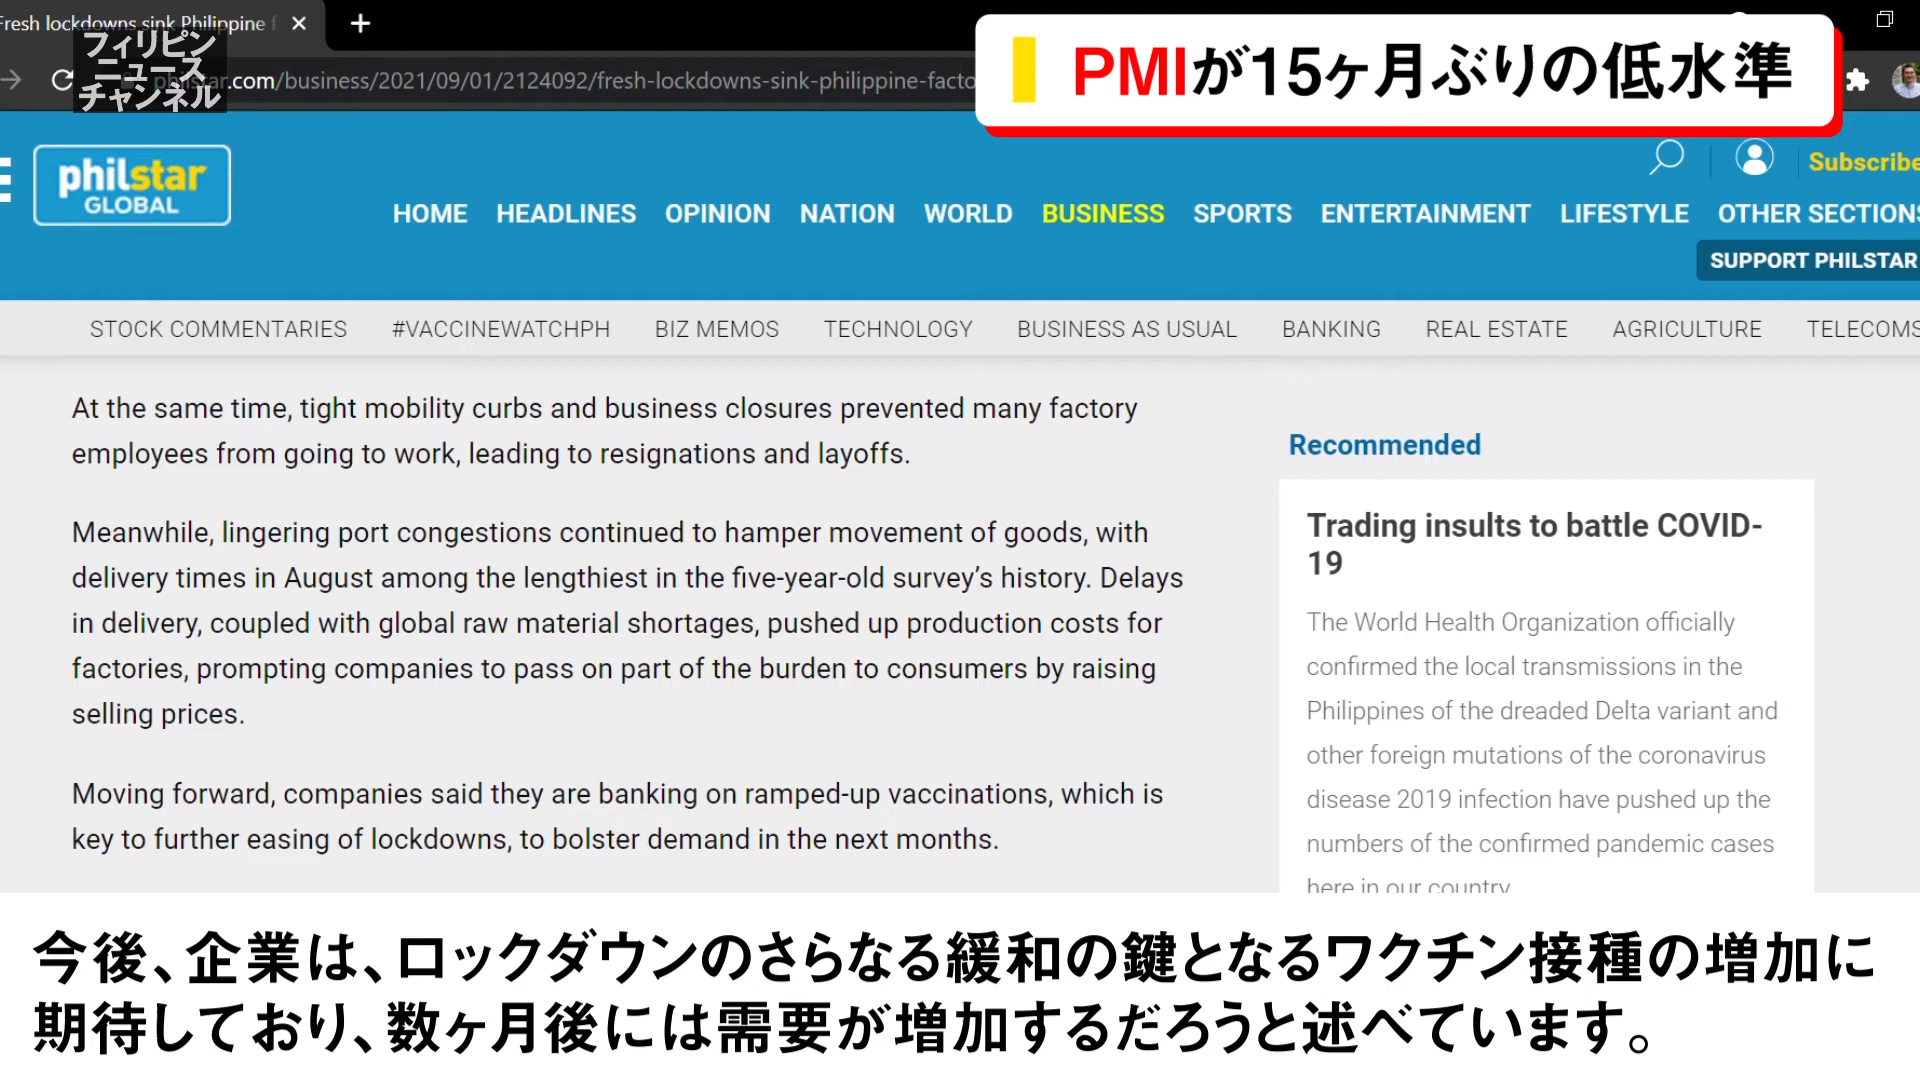 Fresh lockdowns sink Philippine f
フィリピン
ニュース
チャンネル
philstar.com/business/2021/09/01/2124092/fresh-lockdowns-sink-philippine-facto
PMIが15ヶ月ぶりの低水準
philstar
GLOBAL
Subscribe
HOME HEADLINES OPINION NATION WORLD BUSINESS SPORTS ENTERTAINMENT LIFESTYLE OTHER SECTIONS
SUPPORT PHILSTAR
STOCK COMMENTARIES #VACCINEWATCHPH BIZ MEMOS TECHNOLOGY BUSINESS AS USUAL BANKING REAL ESTATE AGRICULTURE TELECOMS
At the same time, tight mobility curbs and business closures prevented many factory
employees from going to work, leading to resignations and layoffs.
Meanwhile, lingering port congestions continued to hamper movement of goods, with
delivery times in August among the lengthiest in the five-year-old survey’s history. Delays
in delivery, coupled with global raw material shortages, pushed up production costs for
factories, prompting companies to pass on part of the burden to consumers by raising
selling prices.
Moving forward, companies said they are banking on ramped-up vaccinations, which is
key to further easing of lockdowns, to bolster demand in the next months.
Recommended
Trading insults to battle COVID-
19
The World Health Organization officially
confirmed the local transmissions in the
Philippines of the dreaded Delta variant and
other foreign mutations of the coronavirus
disease 2019 infection have pushed up the
numbers of the confirmed pandemic cases
here in our country
今後、企業は、ロックダウンのさらなる緩和の鍵となるワクチン接種の増加に
期待しており、数ヶ月後には需要が増加するだろうと述べています。